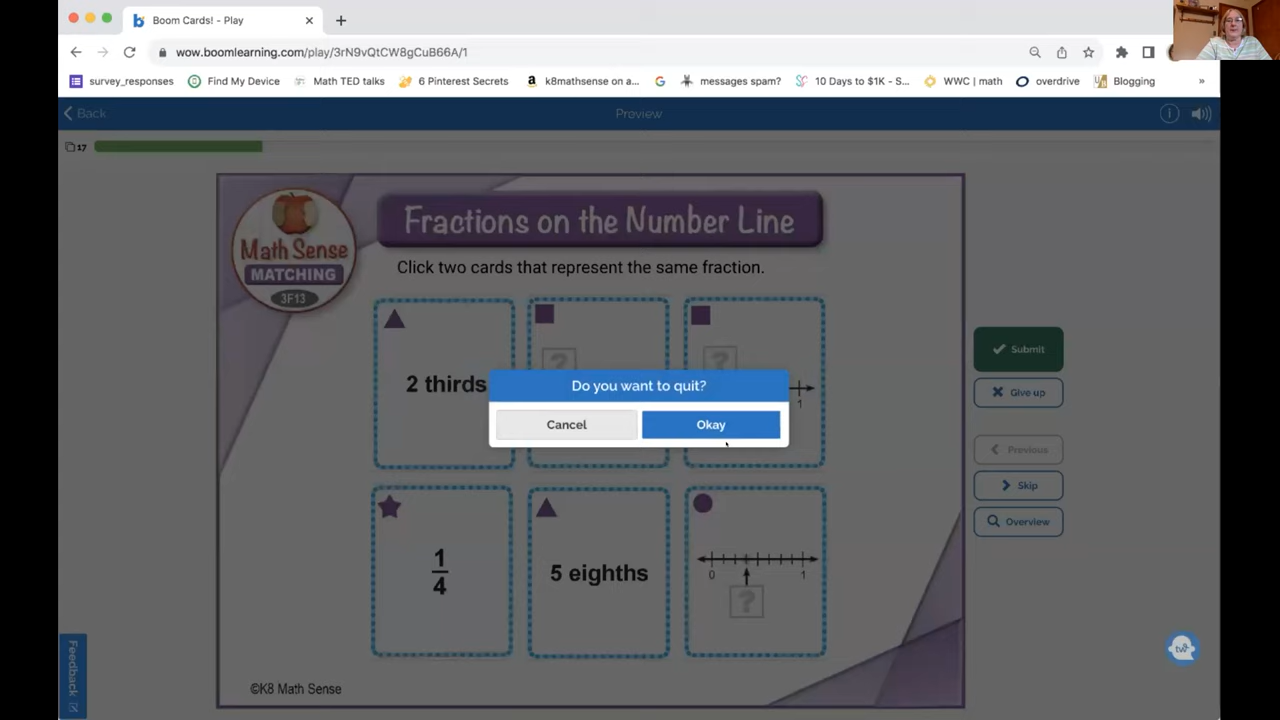 Boom Cards! - Play
wow.boomlearning.com/play/3rN9vQtCW8gCuB66A/1
survey_responses Find My Device Math TED talks 6 Pinterest Secrets k8mathsense on a... messages spam? 10 Days to $1K - S... WWC | math overdrive Blogging »
Back Preview
17
Fractions on the Number Line
Math Sense
MATCHING
3F13
Click two cards that represent the same fraction.
2 thirds
?
?
1
Do you want to quit?
Cancel Okay
Submit
Give up
Previous
Skip
Overview
1
4
5 eighths
0 1
?
©K8 Math Sense
Feedback
tw